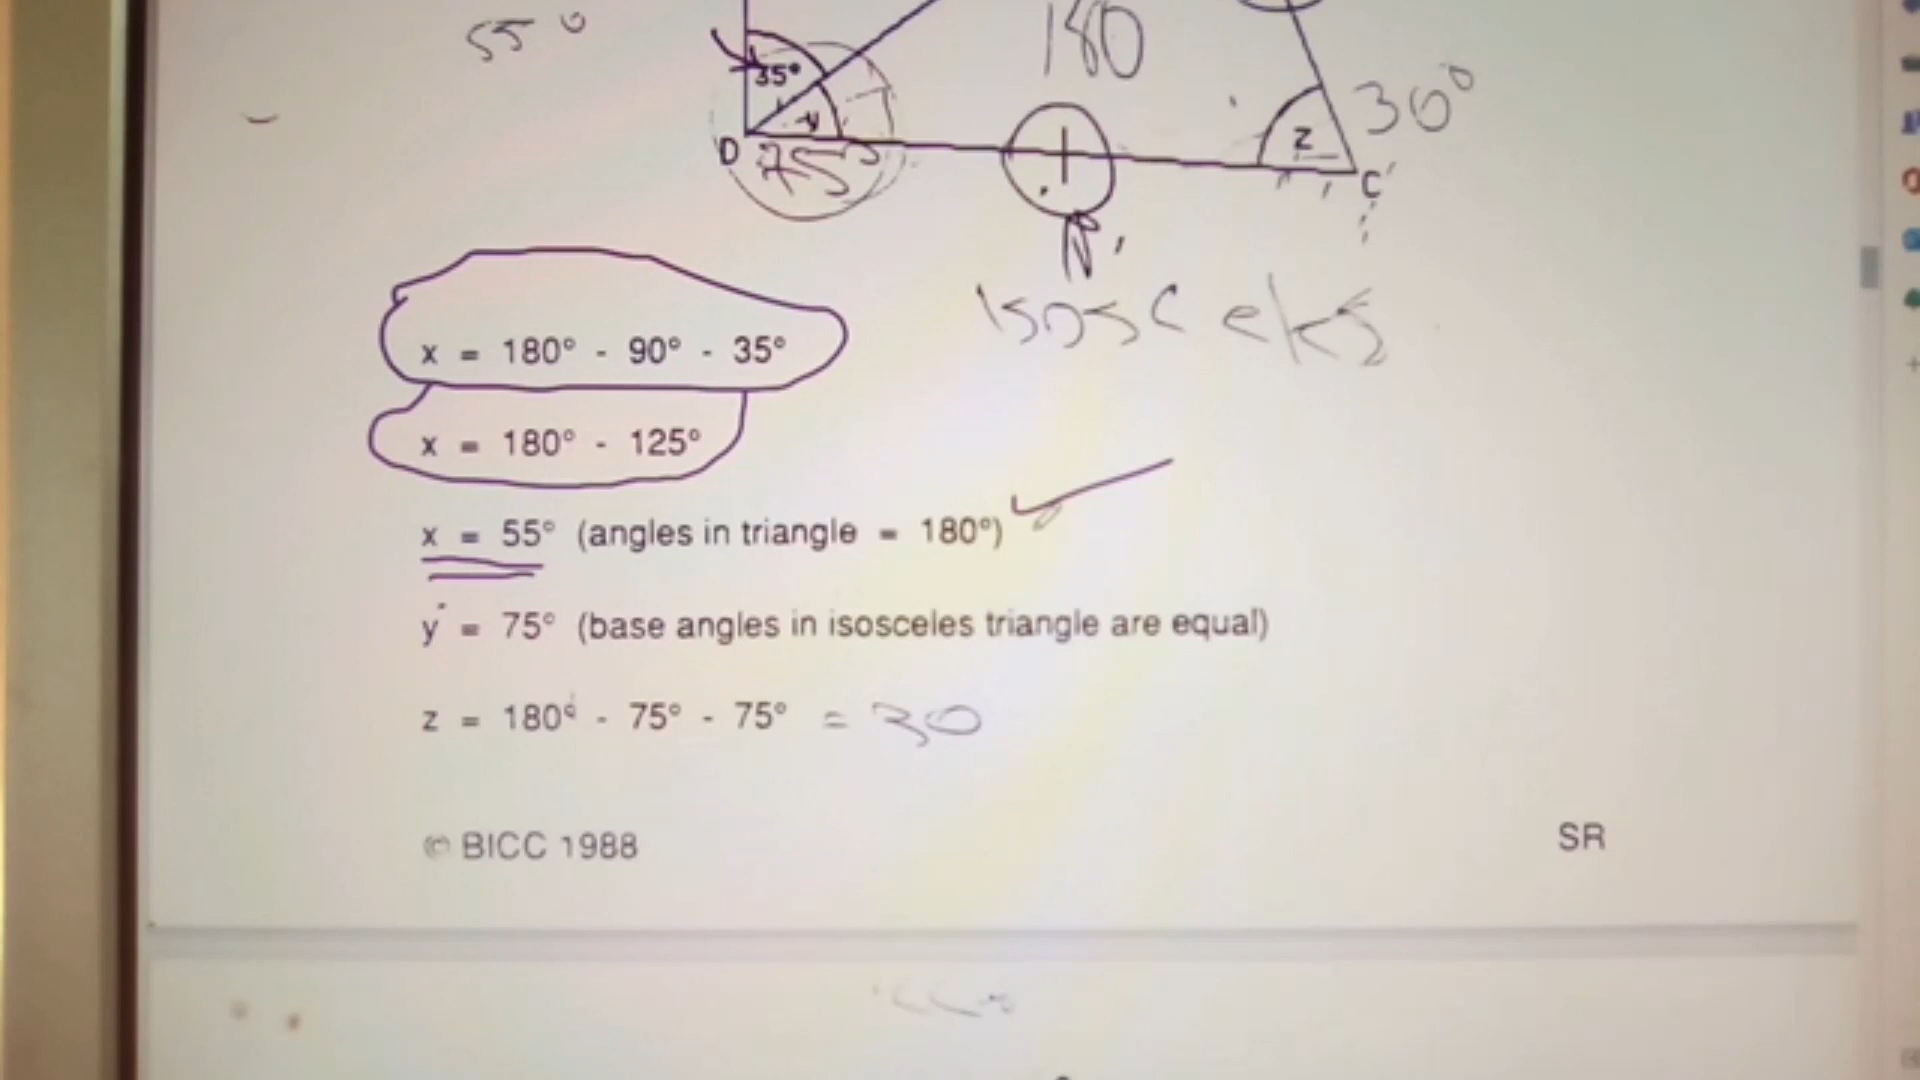 55°
180
35°
y
30°
z
D
75°
C
isosceles
x = 180° - 90° - 35°
x = 180° - 125°
x = 55° (angles in triangle = 180°)
y = 75° (base angles in isosceles triangle are equal)
z = 180° - 75° - 75° = 30
© BICC 1988
SR